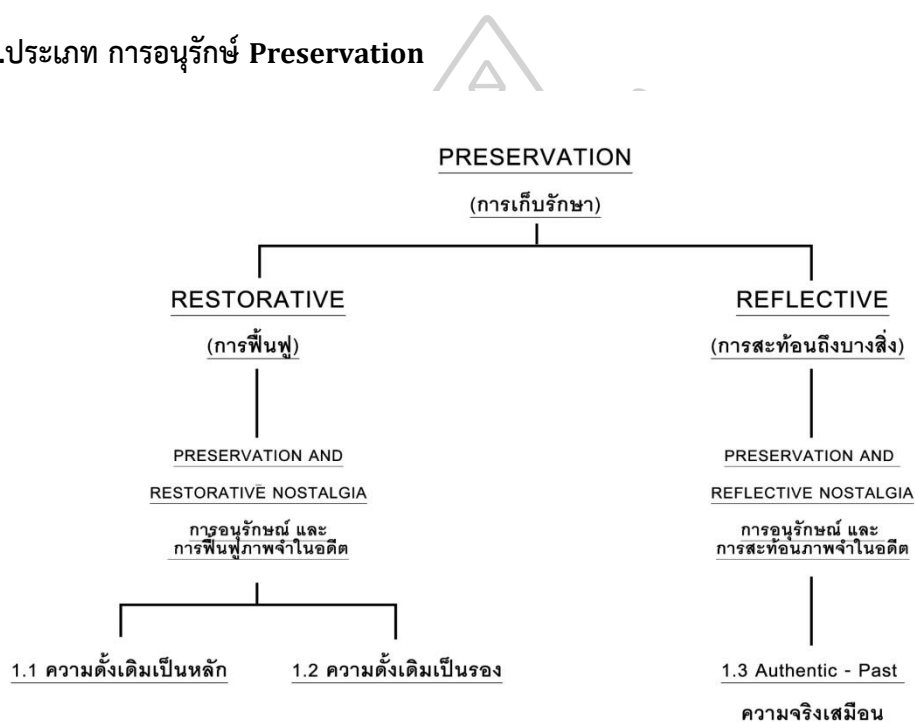 .ประเภท การอนุรักษ์ Preservation
PRESERVATION
(การเก็บรักษา)
RESTORATIVE
REFLECTIVE
(การฟื้นฟู)
(การสะท้อนถึงบางสิ่ง)
PRESERVATION AND
RESTORATIVE NOSTALGIA
การอนุรักษณ์ และ
การฟื้นฟูภาพจำในอดีต
PRESERVATION AND
REFLECTIVE NOSTALGIA
การอนุรักษณ์ และ
การสะท้อนภาพจำในอดีต
1.1 ความดั้งเดิมเป็นหลัก
1.2 ความดั้งเดิมเป็นรอง
1.3 Authentic - Past
ความจริงเสมือน